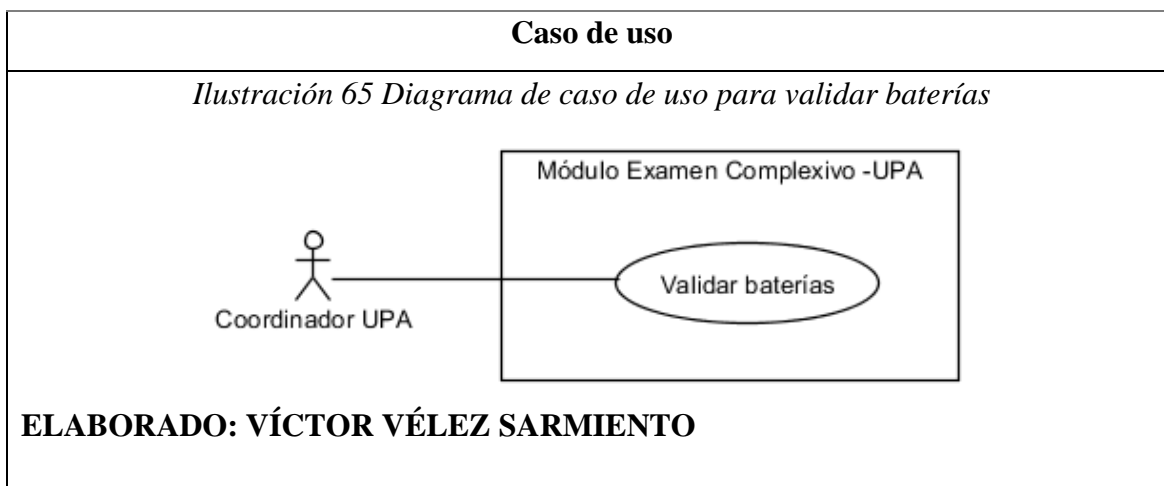 Caso de uso
Ilustración 65 Diagrama de caso de uso para validar baterías
Módulo Examen Complexivo -UPA
Validar baterías
Coordinador UPA
ELABORADO: VÍCTOR VÉLEZ SARMIENTO